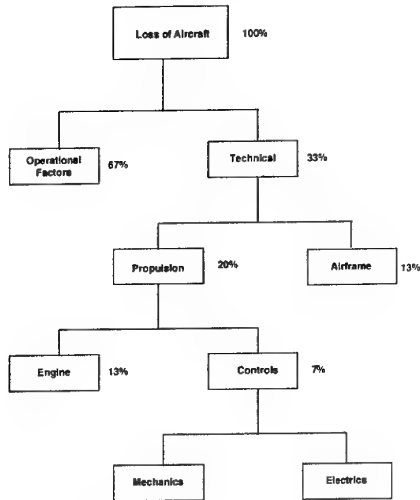 Loss of Aircraft 100%
Operational
Factors
67%
Technical 33%
Propulsion 20%
Airframe 13%
Engine 13%
Controls 7%
Mechanics
Electrics